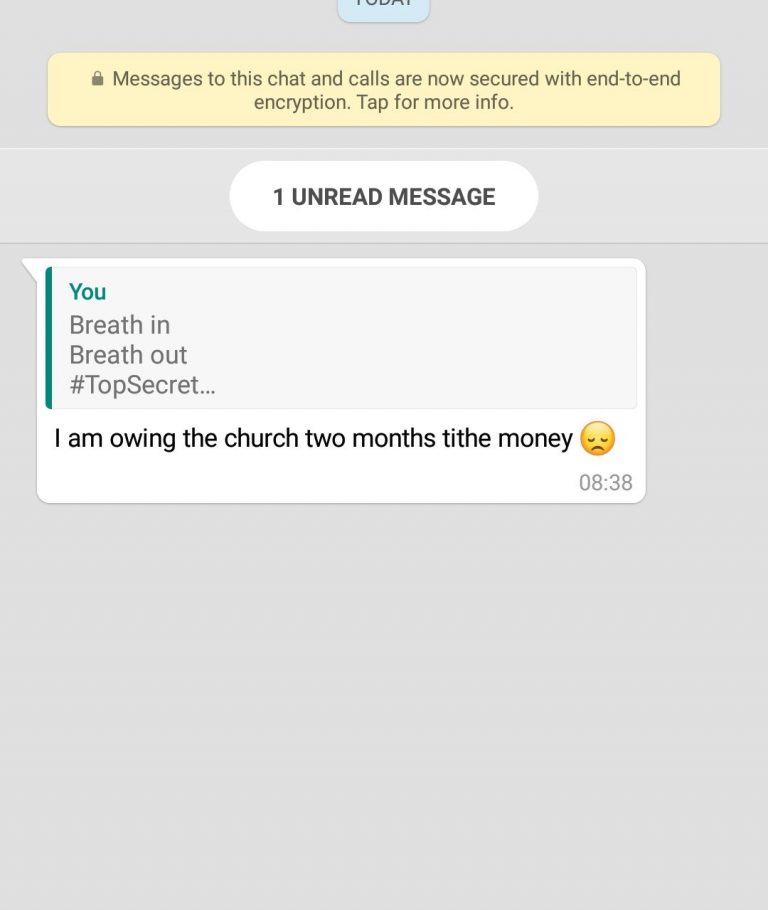 TODAY
Messages to this chat and calls are now secured with end-to-end
encryption. Tap for more info.
1 UNREAD MESSAGE
You
Breath in
Breath out
#TopSecret...
I am owing the church two months tithe money 😞
08:38